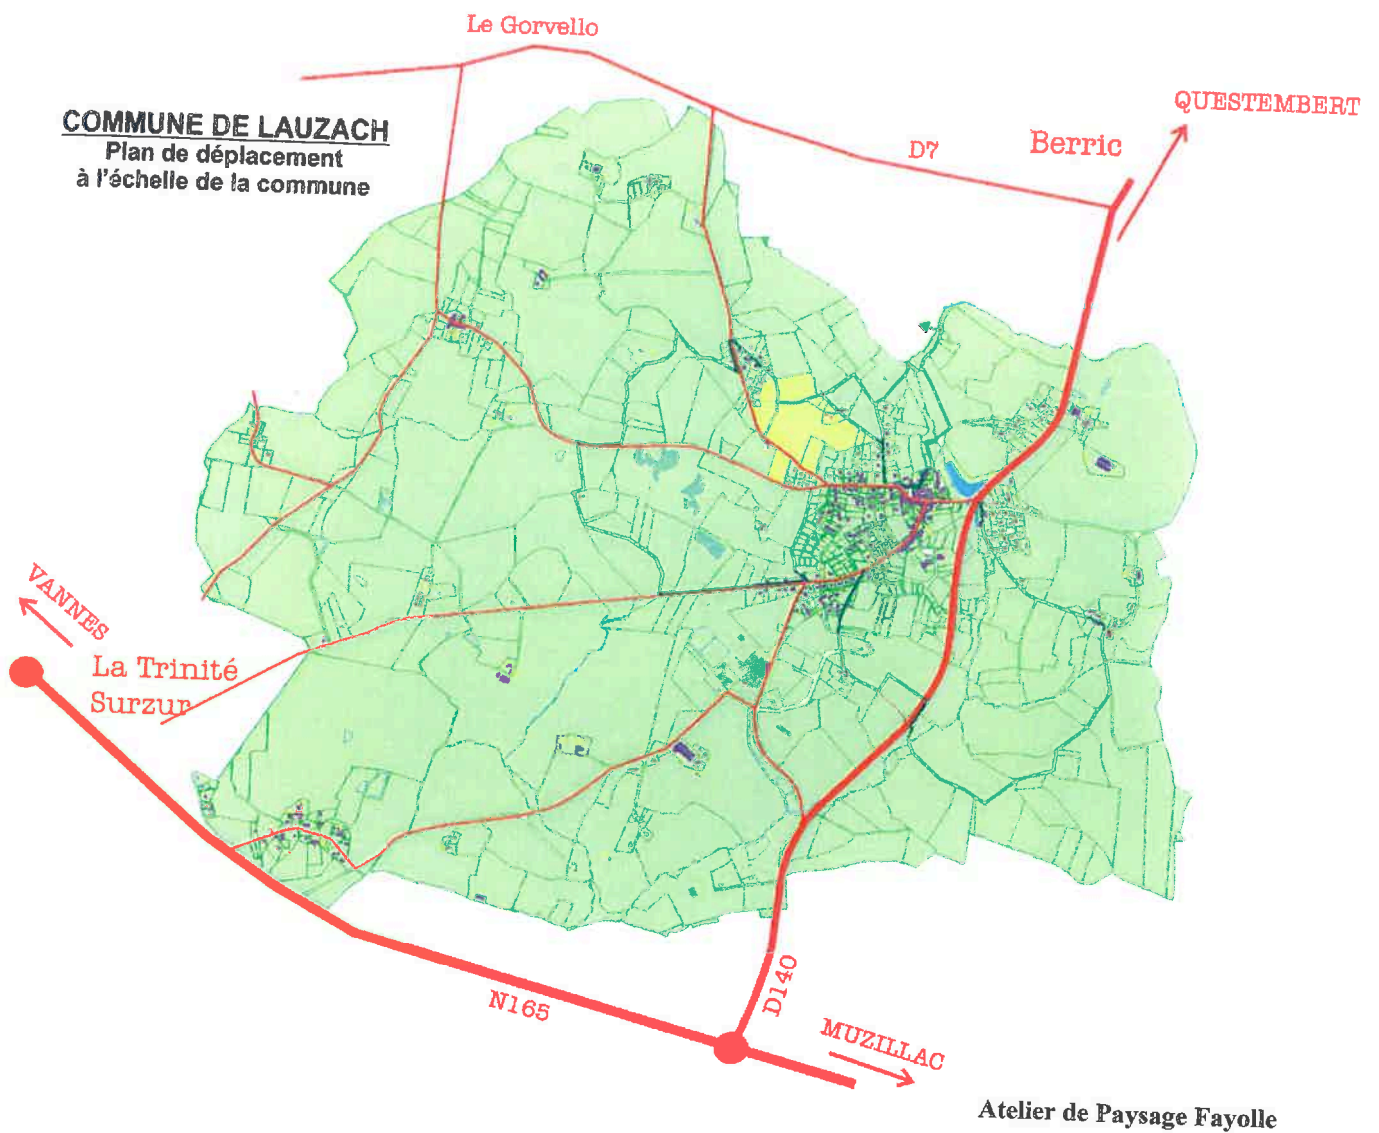 Le Gorvello
COMMUNE DE LAUZACH
Plan de déplacement
à l'échelle de la commune
QUESTEMBERT
D7
Berric
VANNES
La Trinité
Surzur
N165
D140
MUZILLAC
Atelier de Paysage Fayolle